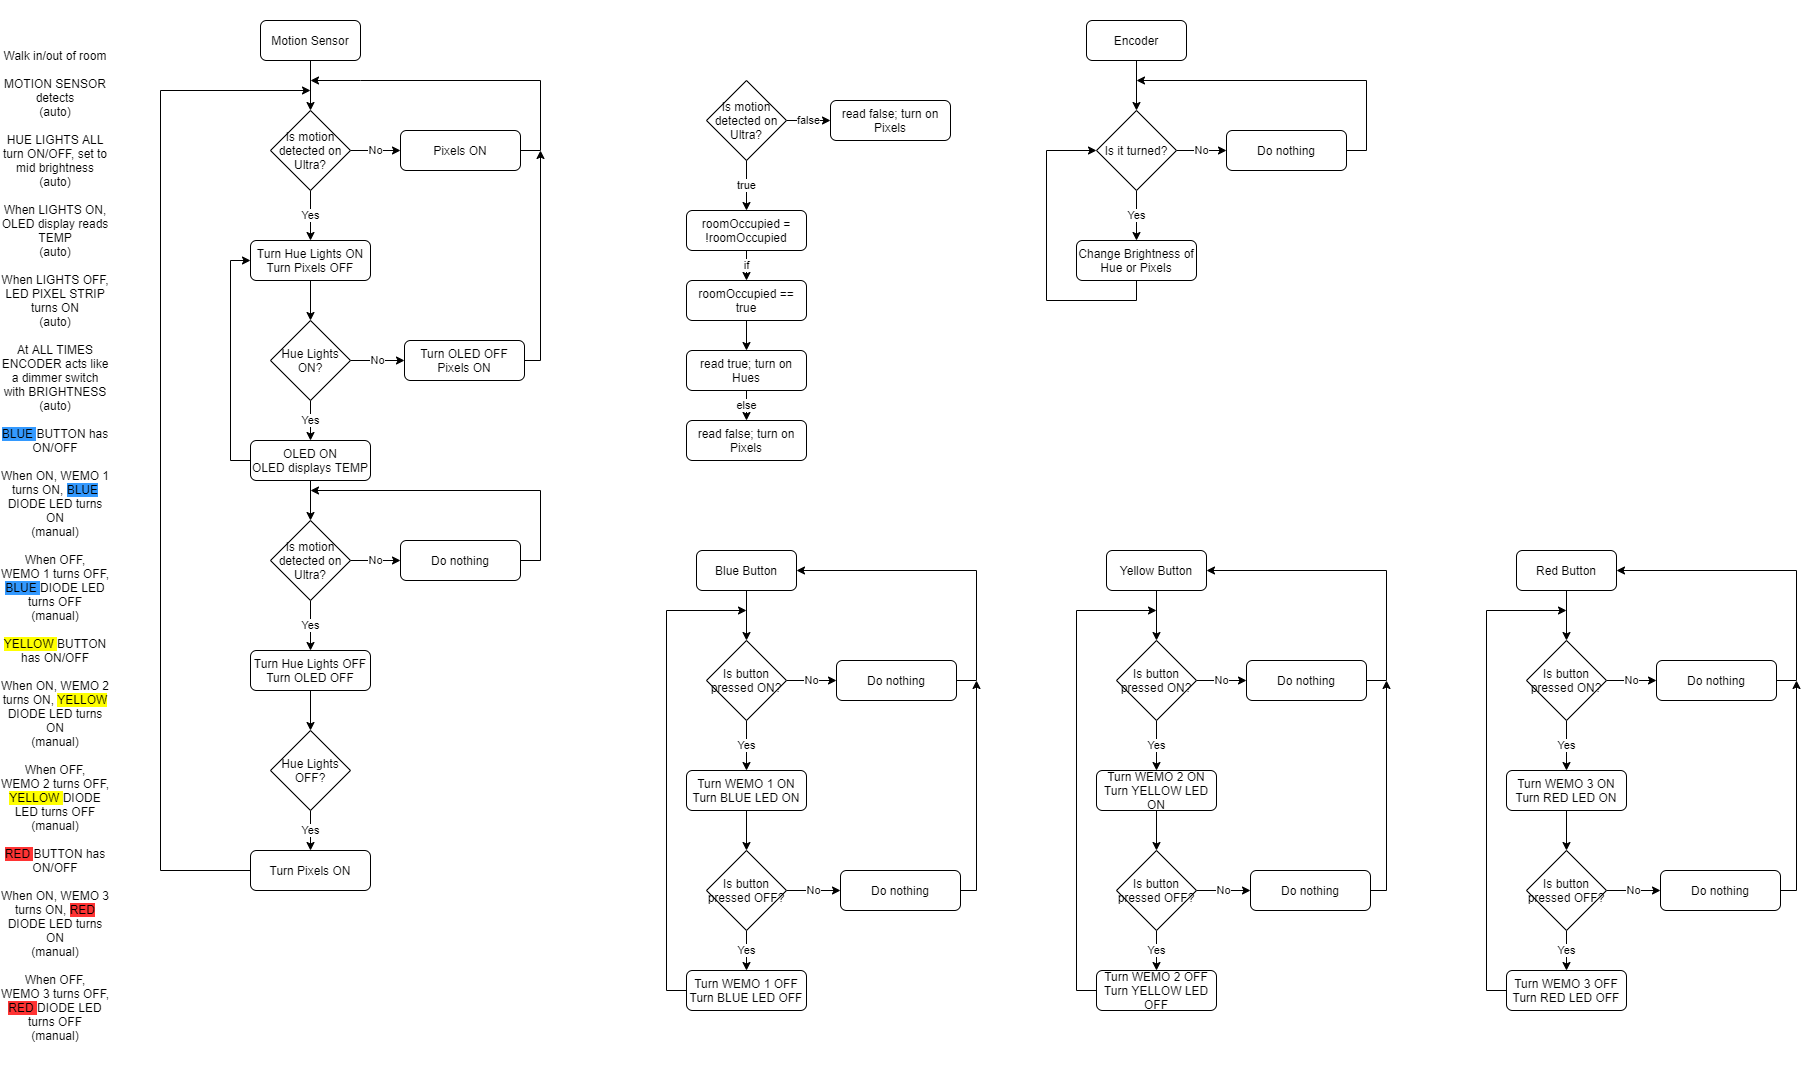 Walk in/out of room
MOTION SENSOR
detects
(auto)
HUE LIGHTS ALL
turn ON/OFF, set to
mid brightness
(auto)
When LIGHTS ON,
OLED display reads
TEMP
(auto)
When LIGHTS OFF,
LED PIXEL STRIP
turns ON
(auto)
At ALL TIMES
ENCODER acts like
a dimmer switch
with BRIGHTNESS
(auto)
BLUE BUTTON has
ON/OFF
When ON, WEMO 1
turns ON, BLUE
DIODE LED turns
ON
(manual)
When OFF,
WEMO 1 turns OFF,
BLUE DIODE LED
turns OFF
(manual)
YELLOW BUTTON
has ON/OFF
When ON, WEMO 2
turns ON, YELLOW
DIODE LED turns
ON
(manual)
When OFF,
WEMO 2 turns OFF,
YELLOW DIODE
LED turns OFF
(manual)
RED BUTTON has
ON/OFF
When ON, WEMO 3
turns ON, RED
DIODE LED turns
ON
(manual)
When OFF,
WEMO 3 turns OFF,
RED DIODE LED
turns OFF
(manual)
Motion Sensor
Is motion
detected on
Ultra?
No
Pixels ON
Yes
Turn Hue Lights ON
Turn Pixels OFF
Hue Lights
ON?
No
Turn OLED OFF
Pixels ON
Yes
OLED ON
OLED displays TEMP
Is motion
detected on
Ultra?
No
Do nothing
Yes
Turn Hue Lights OFF
Turn OLED OFF
Hue Lights
OFF?
Yes
Turn Pixels ON
Is motion
detected on
Ultra?
false
read false; turn on
Pixels
true
roomOccupied =
!roomOccupied
if
roomOccupied ==
true
read true; turn on
Hues
else
read false; turn on
Pixels
Encoder
Is it turned?
No
Do nothing
Yes
Change Brightness of
Hue or Pixels
Blue Button
Is button
pressed ON?
No
Do nothing
Yes
Turn WEMO 1 ON
Turn BLUE LED ON
Is button
pressed OFF?
No
Do nothing
Yes
Turn WEMO 1 OFF
Turn BLUE LED OFF
Yellow Button
Is button
pressed ON?
No
Do nothing
Yes
Turn WEMO 2 ON
Turn YELLOW LED
ON
Is button
pressed OFF?
No
Do nothing
Yes
Turn WEMO 2 OFF
Turn YELLOW LED
OFF
Red Button
Is button
pressed ON?
No
Do nothing
Yes
Turn WEMO 3 ON
Turn RED LED ON
Is button
pressed OFF?
No
Do nothing
Yes
Turn WEMO 3 OFF
Turn RED LED OFF